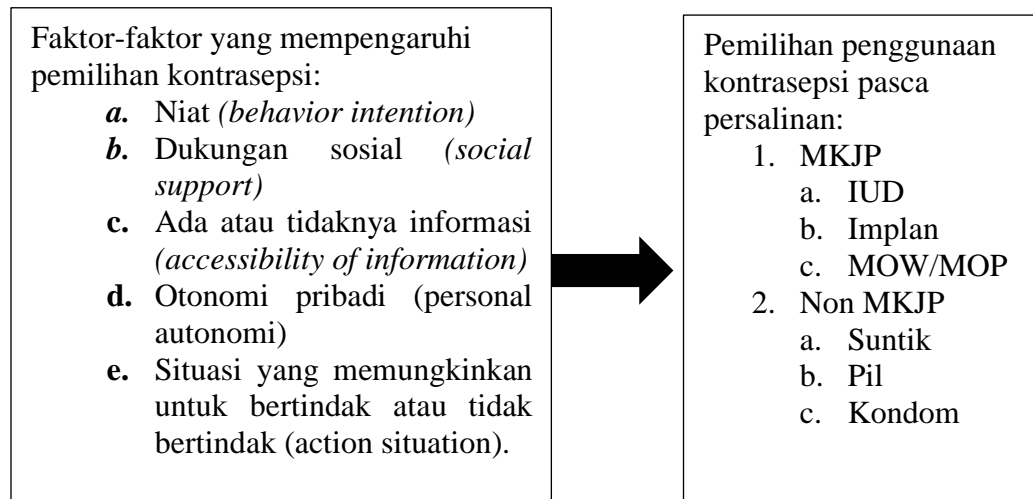 Faktor-faktor yang mempengaruhi
pemilihan kontrasepsi:
a. Niat (behavior intention)
b. Dukungan sosial (social
support)
c. Ada atau tidaknya informasi
(accessibility of information)
d. Otonomi pribadi (personal
autonomi)
e. Situasi yang memungkinkan
untuk bertindak atau tidak
bertindak (action situation).
Pemilihan penggunaan
kontrasepsi pasca
persalinan:
1. MKJP
a. IUD
b. Implan
c. MOW/MOP
2. Non MKJP
a. Suntik
b. Pil
c. Kondom